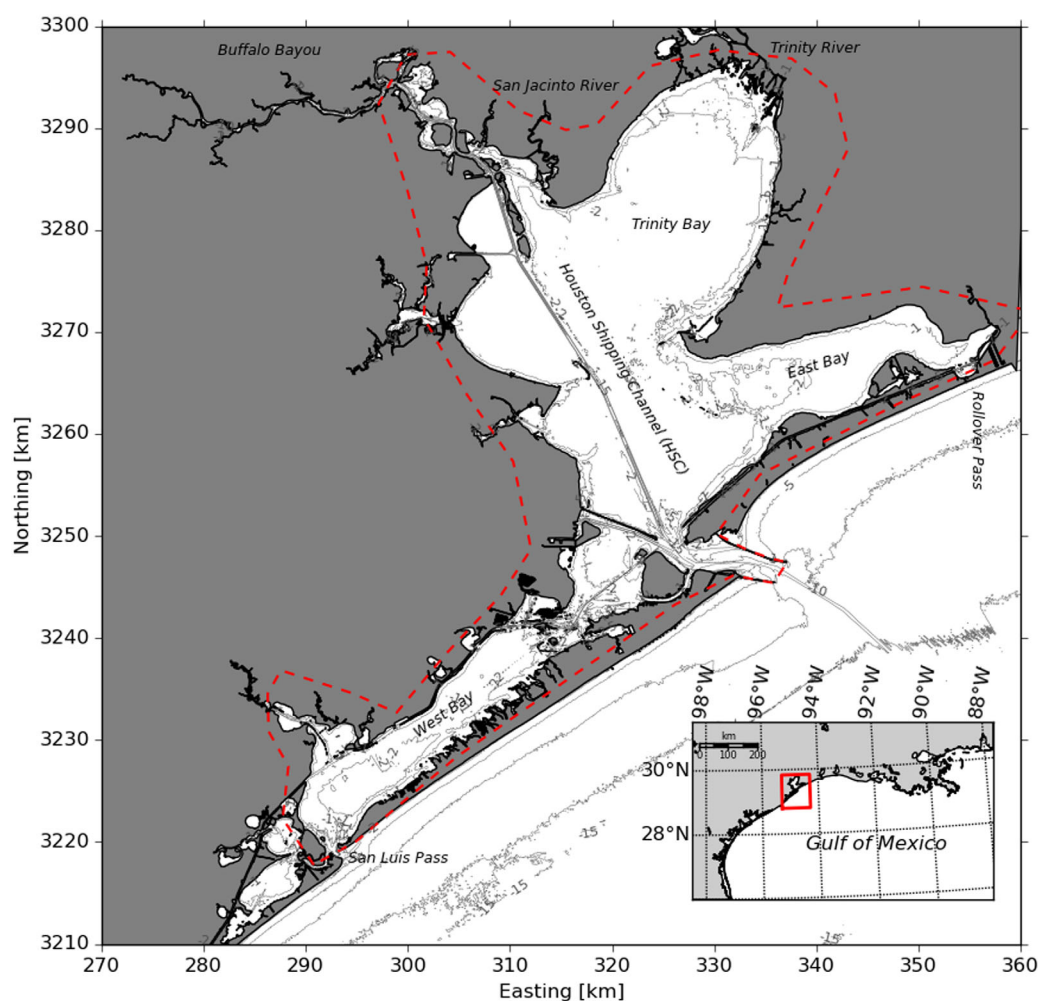 3300
3290
3280
3270
3260
3250
3240
3230
3220
3210
Northing [km]
Buffalo Bayou
San Jacinto River
Trinity River
Trinity Bay
Houston Shipping Channel (HSC)
East Bay
Rollover Pass
West Bay
San Luis Pass
-2
-2
-15
-2
-5
-10
-15
-15
-15
-2
98°W
96°W
94°W
92°W
90°W
88°W
km
0 100 200
30°N
28°N
Gulf of Mexico
270
280
290
300
310
320
330
340
350
360
Easting [km]